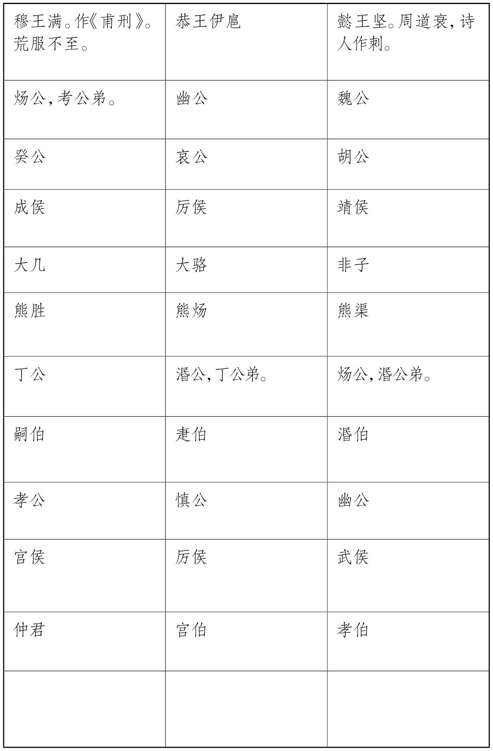 穆王满。作《甫刑》。
荒服不至。
恭王伊扈
懿王坚。周道衰，诗
人作刺。
炀公，考公弟。
幽公
魏公
癸公
哀公
胡公
成侯
厉侯
靖侯
大几
大骆
非子
熊胜
熊炀
熊渠
丁公
湣公，丁公弟。
炀公，湣公弟。
嗣伯
疌伯
湣伯
孝公
慎公
幽公
宫侯
厉侯
武侯
仲君
宫伯
孝伯